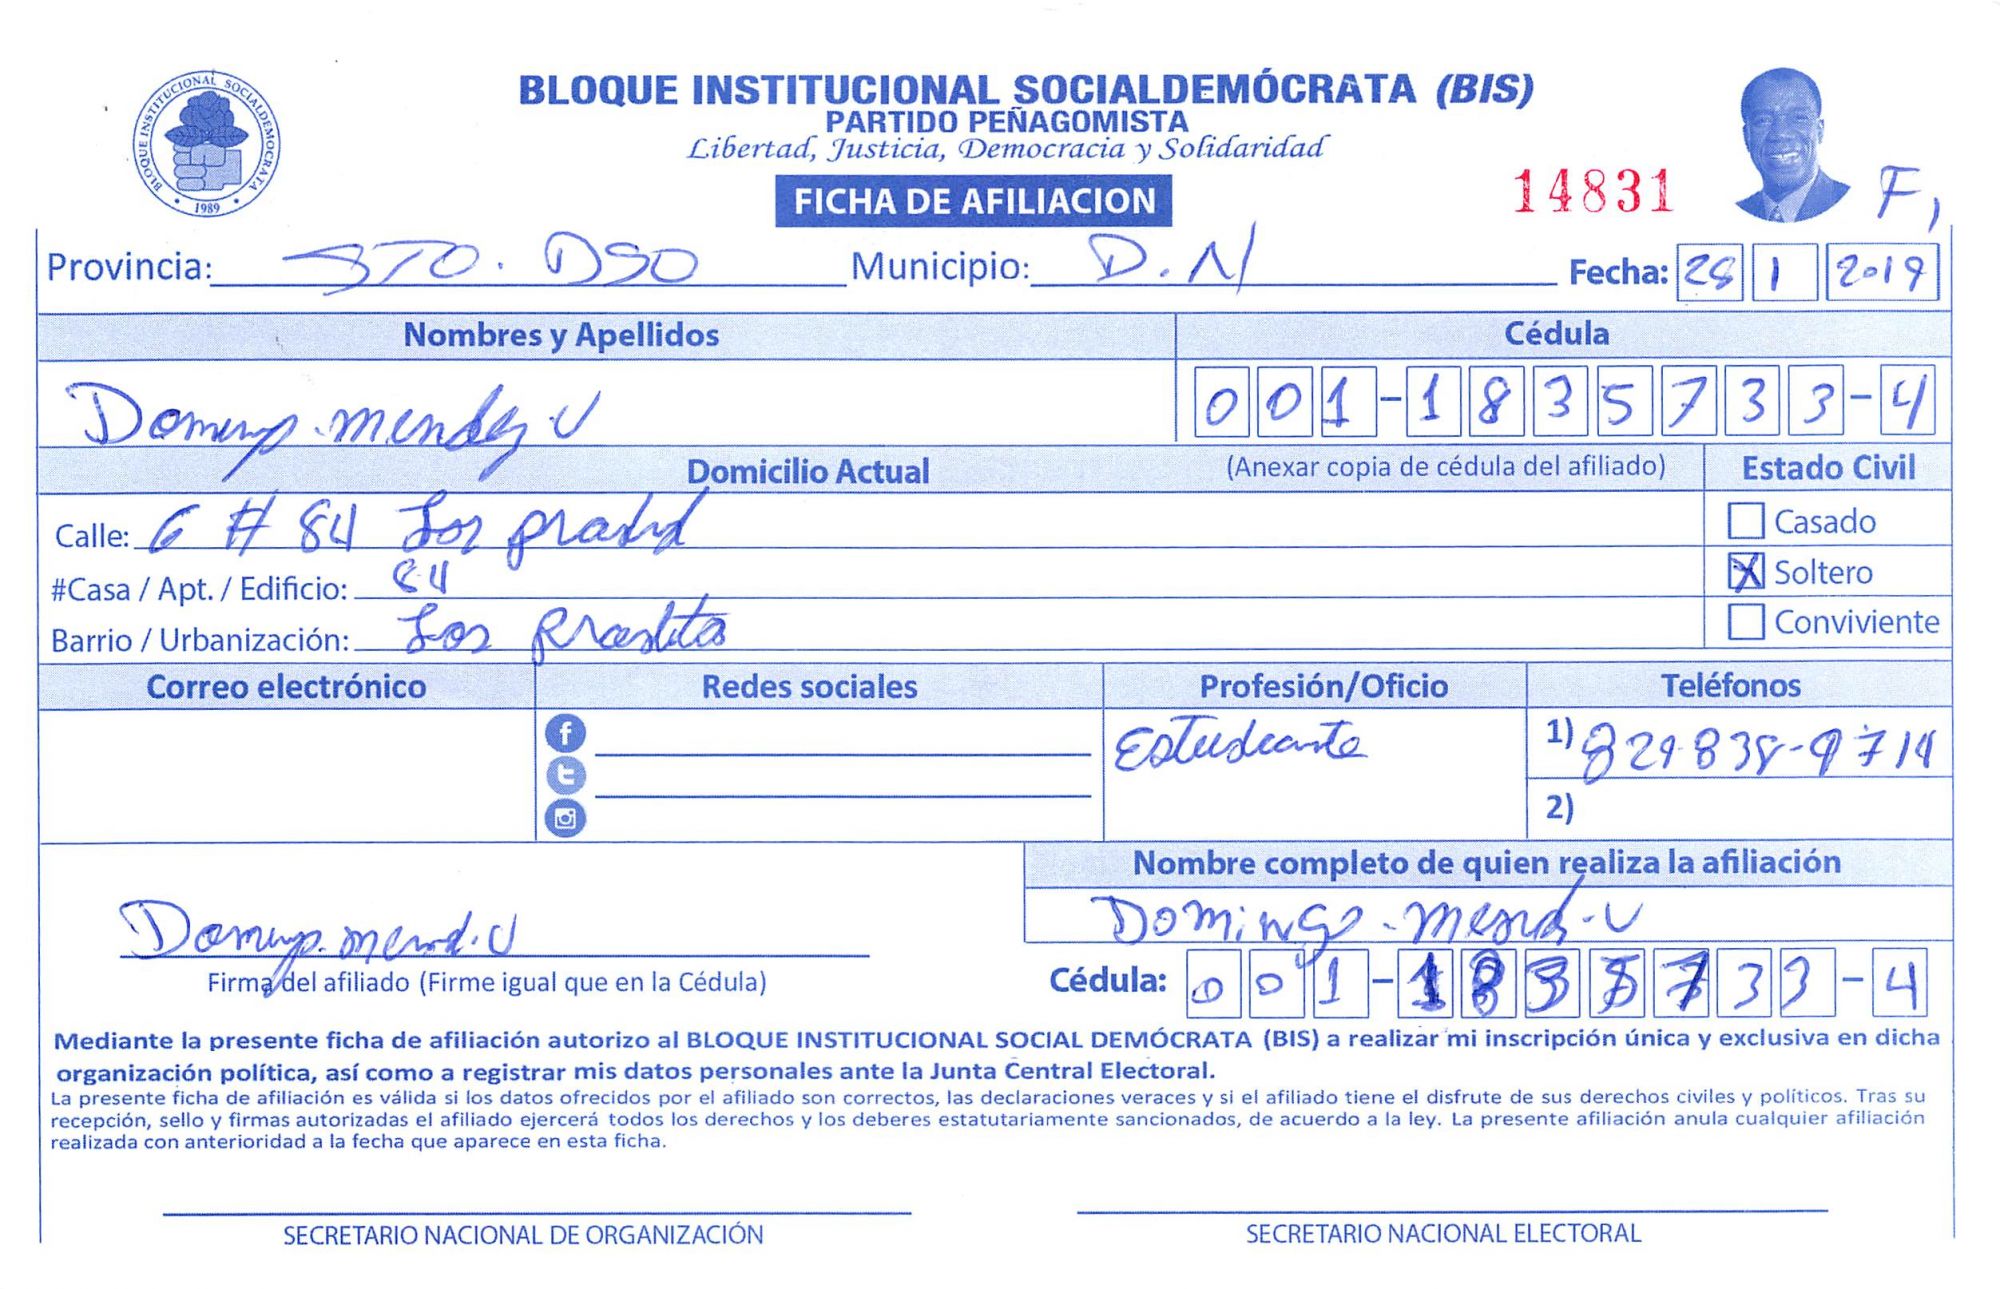 BLOQUE INSTITUCIONAL SOCIALDEMÓCRATA (BIS)
PARTIDO PEÑAGOMISTA
Libertad, Justicia, Democracia y Solidaridad
BLOQUE INSTITUCIONAL SOCIALDEMOCRATA
• 1989 •
FICHA DE AFILIACION
14831
F,
Provincia: STO. DSO Municipio: D.N Fecha: 28 1 2019
Nombres y Apellidos Cédula
Mendez U 001-1835733-4
Domicilio Actual (Anexar copia de cédula del afiliado) Estado Civil
Calle: 6 # 84 Los
Casado
#Casa / Apt. / Edificio: 84
X Soltero
Barrio / Urbanización: Los
Conviviente
Correo electrónico Redes sociales Profesión/Oficio Teléfonos
Estudiante 1) 829-838-9714
2)
Nombre completo de quien realiza la afiliación
Domingo.
Firma del afiliado (Firme igual que en la Cédula)
Cédula: 001-1835733-4
Mediante la presente ficha de afiliación autorizo al BLOQUE INSTITUCIONAL SOCIAL DEMÓCRATA (BIS) a realizar mi inscripción única y exclusiva en dicha
organización política, así como a registrar mis datos personales ante la Junta Central Electoral.
La presente ficha de afiliación es válida si los datos ofrecidos por el afiliado son correctos, las declaraciones veraces y si el afiliado tiene el disfrute de sus derechos civiles y políticos. Tras su
recepción, sello y firmas autorizadas el afiliado ejercerá todos los derechos y los deberes estatutariamente sancionados, de acuerdo a la ley. La presente afiliación anula cualquier afiliación
realizada con anterioridad a la fecha que aparece en esta ficha.
SECRETARIO NACIONAL DE ORGANIZACIÓN SECRETARIO NACIONAL ELECTORAL